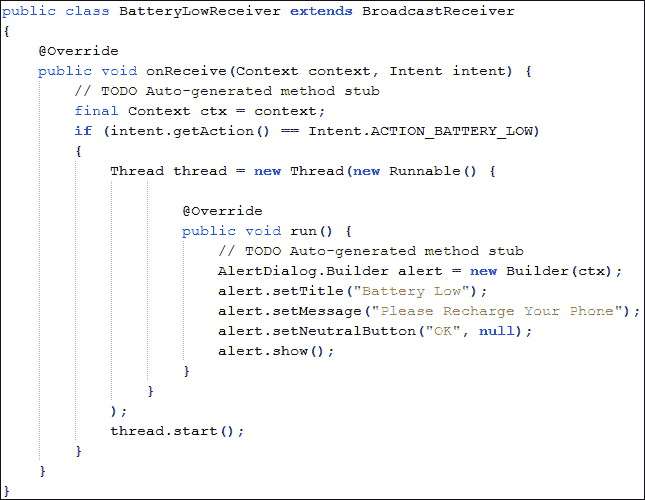 public class BatteryLowReceiver extends BroadcastReceiver
{
@Override
public void onReceive(Context context, Intent intent) {
// TODO Auto-generated method stub
final Context ctx = context;
if (intent.getAction() == Intent.ACTION_BATTERY_LOW)
{
Thread thread = new Thread(new Runnable() {
@Override
public void run() {
// TODO Auto-generated method stub
AlertDialog.Builder alert = new Builder(ctx);
alert.setTitle("Battery Low");
alert.setMessage("Please Recharge Your Phone");
alert.setNeutralButton("OK", null);
alert.show();
}
}
);
thread.start();
}
}
}